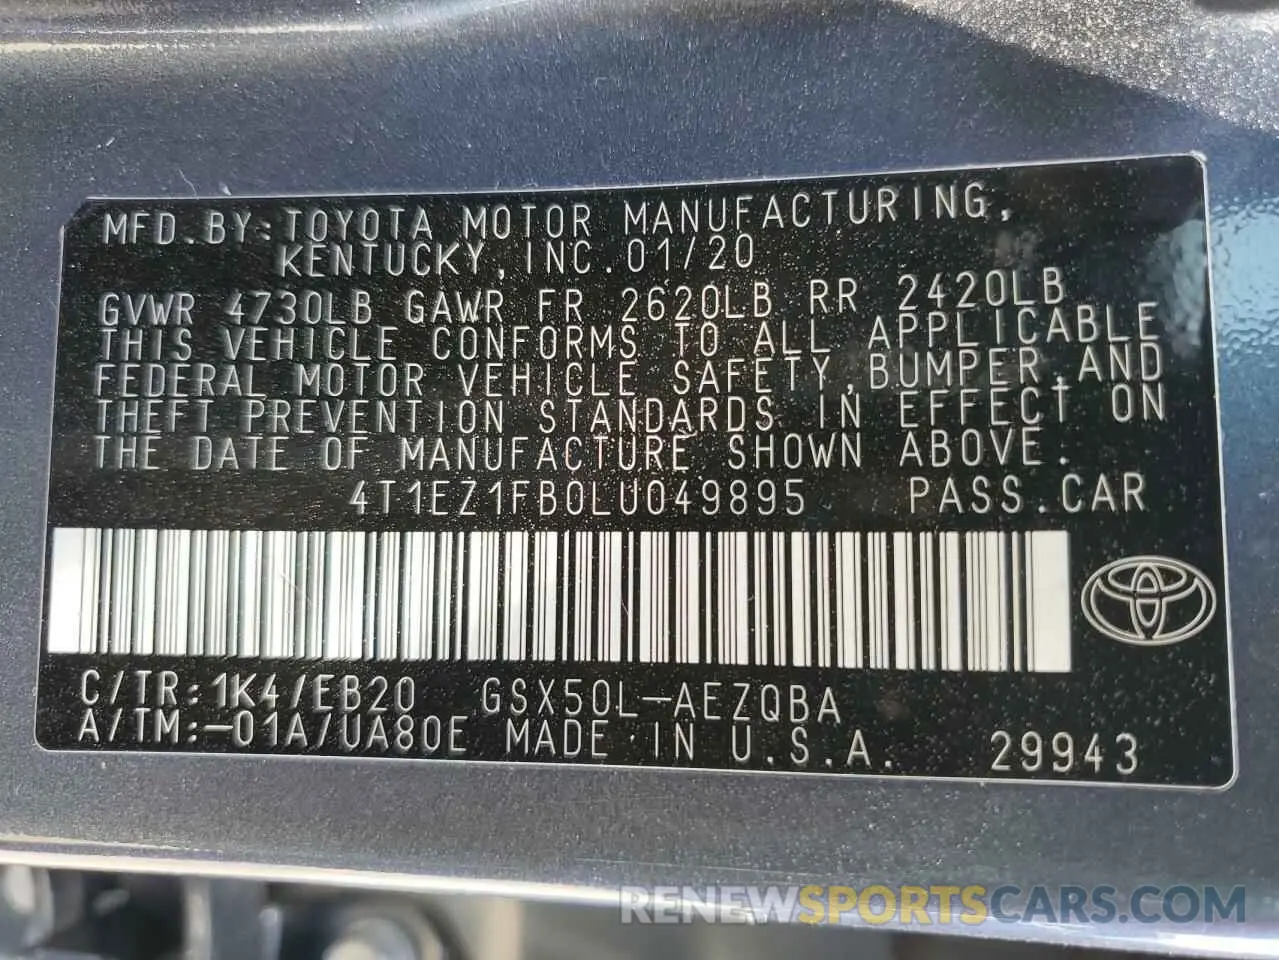 MFD.BY:TOYOTA MOTOR MANUFACTURING,
KENTUCKY,INC.01/20
GVWR 4730LB GAWR FR 2620LB RR 2420LB
THIS VEHICLE CONFORMS TO ALL APPLICABLE
FEDERAL MOTOR VEHICLE SAFETY,BUMPER,AND
THEFT PREVENTION STANDARDS IN EFFECT ON
THE DATE OF MANUFACTURE SHOWN ABOVE.
4T1EZ1FB0LU049895 PASS.CAR
C/TR:1K4/EB20 GSX50L-AEZQBA
A/TM:-01A/UA80E MADE IN U.S.A. 29943
RENEWSPORTSCARS.COM